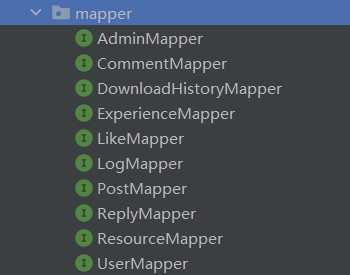 mapper
I AdminMapper
I CommentMapper
I DownloadHistoryMapper
I ExperienceMapper
I LikeMapper
I LogMapper
I PostMapper
I ReplyMapper
I ResourceMapper
I UserMapper